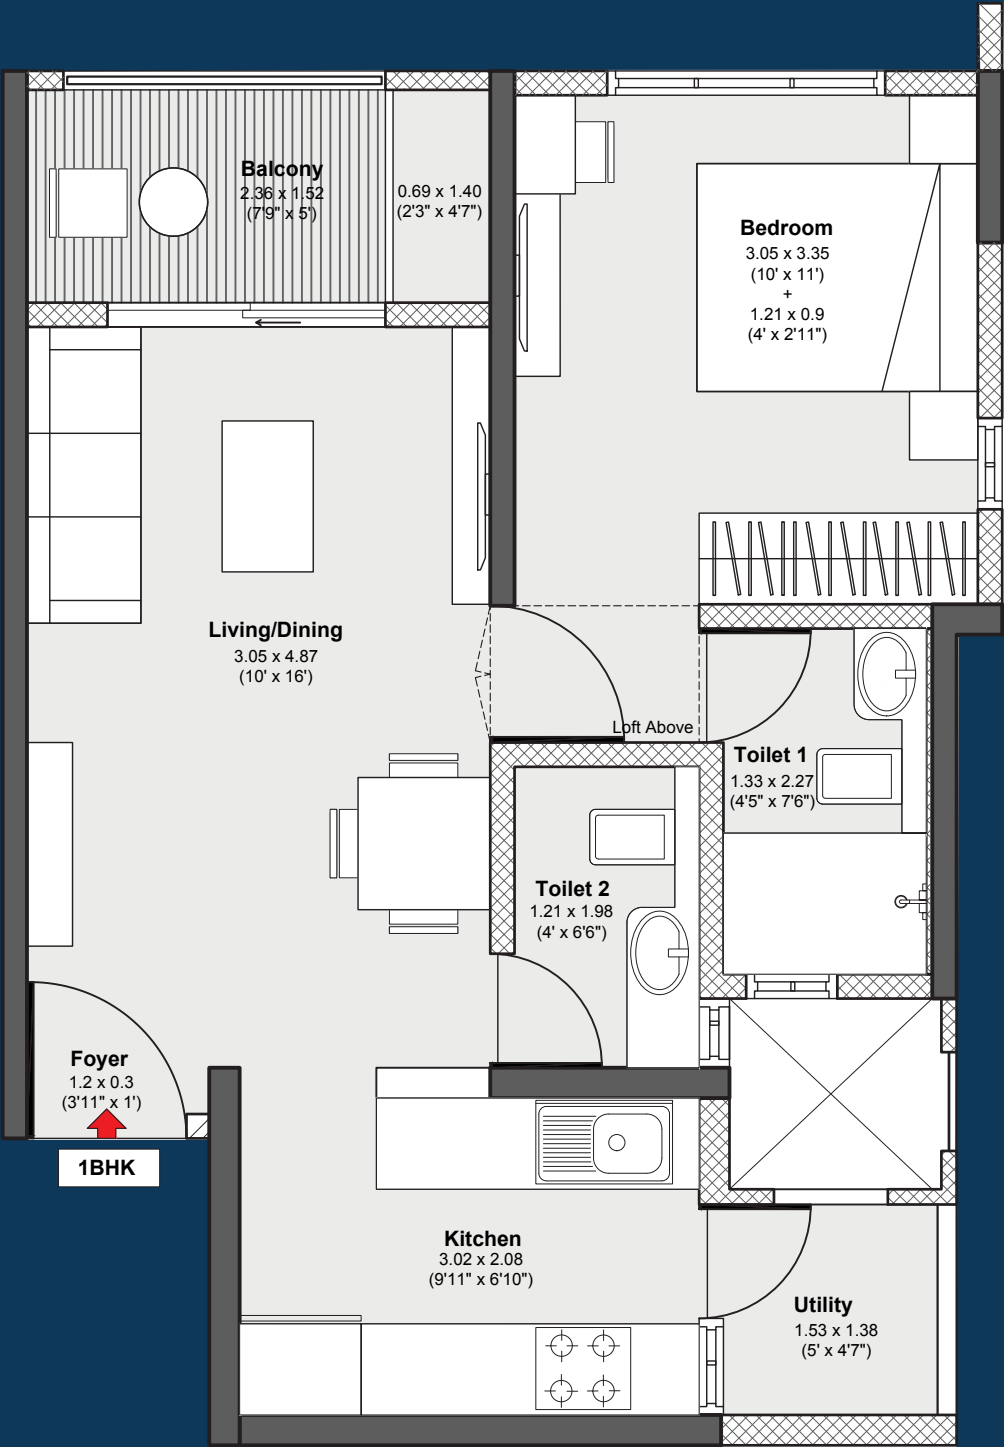 Balcony
2.36 x 1.52
(7'9" x 5')
0.69 x 1.40
(2'3" x 4'7")
Bedroom
3.05 x 3.35
(10' x 11')
+
1.21 x 0.9
(4' x 2'11")
Living/Dining
3.05 x 4.87
(10' x 16')
Loft Above
Toilet 1
1.33 x 2.27
(4'5" x 7'6")
Toilet 2
1.21 x 1.98
(4' x 6'6")
Foyer
1.2 x 0.3
(3'11" x 1')
1BHK
Kitchen
3.02 x 2.08
(9'11" x 6'10")
Utility
1.53 x 1.38
(5' x 4'7")